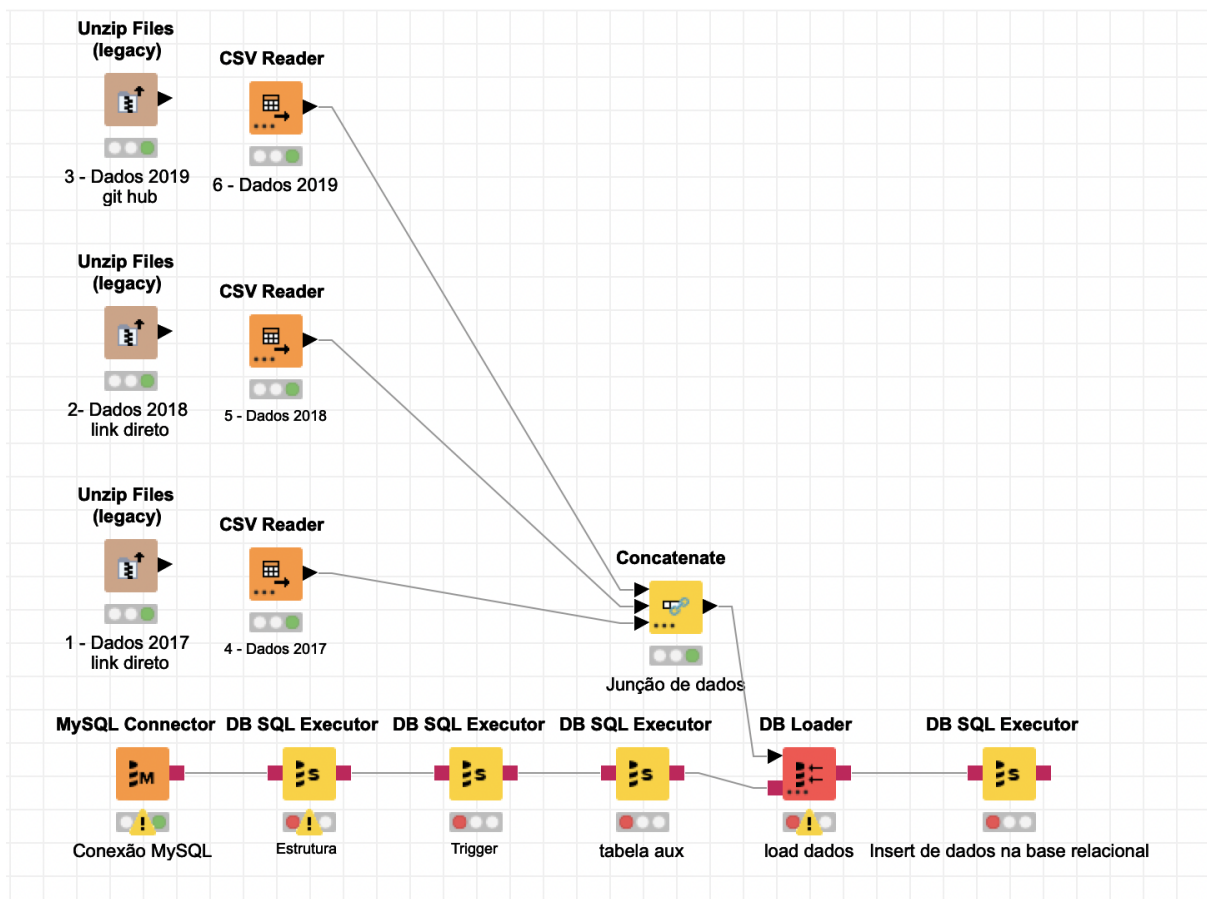 Unzip Files
(legacy)
CSV Reader
3 - Dados 2019
git hub
6 - Dados 2019
Unzip Files
(legacy)
CSV Reader
2- Dados 2018
link direto
5 - Dados 2018
Unzip Files
(legacy)
CSV Reader
1 - Dados 2017
link direto
4 - Dados 2017
Concatenate
Junção de dados
MySQL Connector
DB SQL Executor
DB SQL Executor
DB SQL Executor
DB Loader
DB SQL Executor
M
S
S
S
S
Conexão MySQL
Estrutura
Trigger
tabela aux
load dados
Insert de dados na base relacional